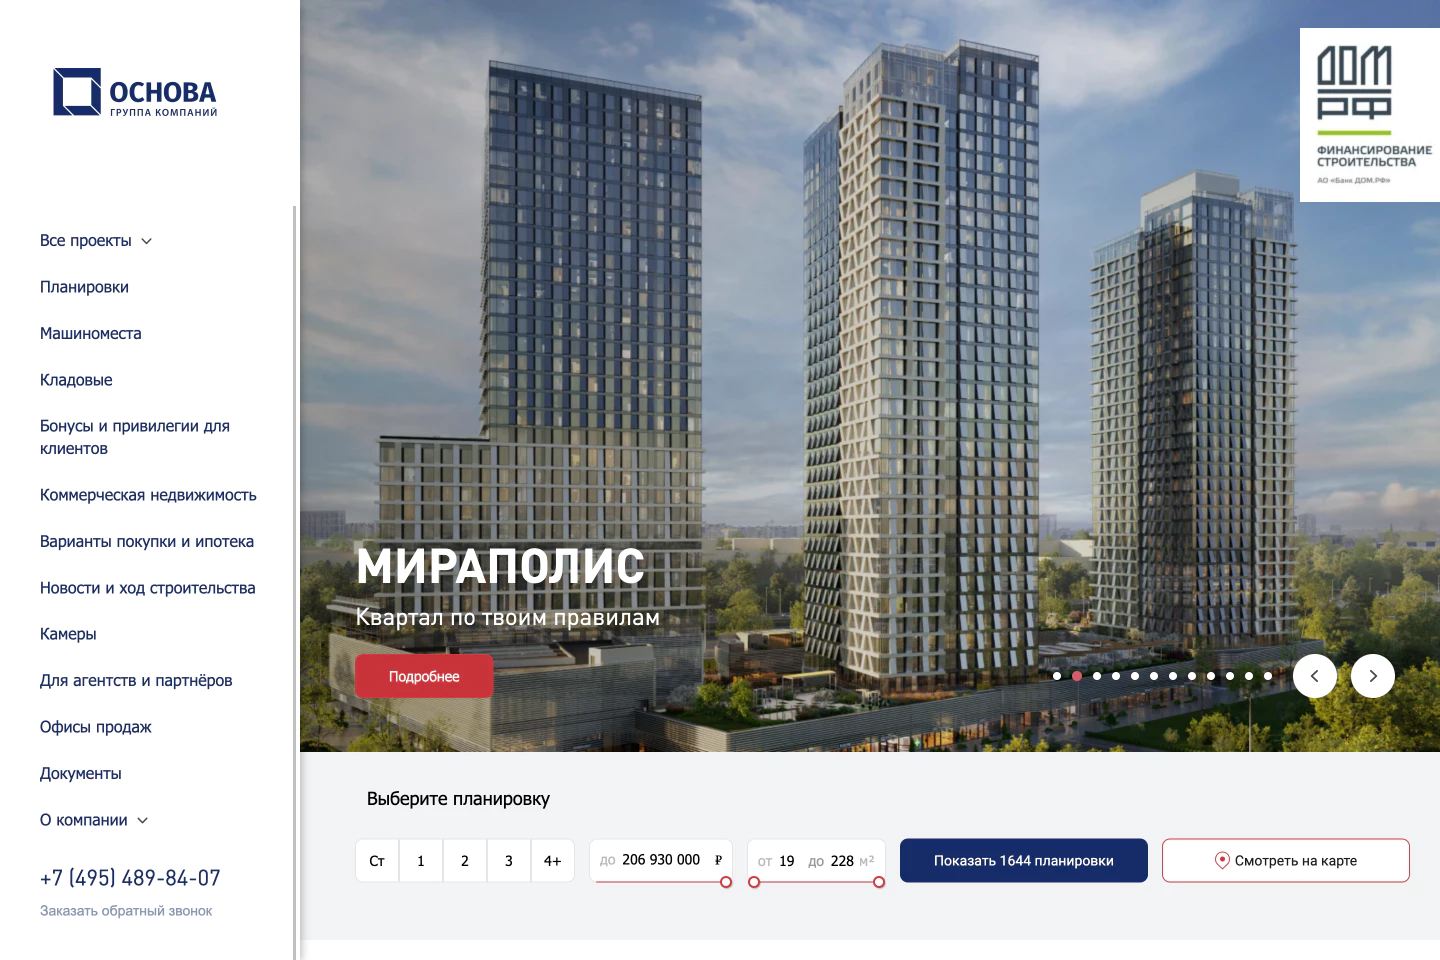 ОСНОВА
ГРУППА КОМПАНИЙ
Все проекты
Планировки
Машиноместа
Кладовые
Бонусы и привилегии для
клиентов
Коммерческая недвижимость
Варианты покупки и ипотека
Новости и ход строительства
Камеры
Для агентств и партнёров
Офисы продаж
Документы
О компании
+7 (495) 489-84-07
Заказать обратный звонок
ДОМ
РФ
ФИНАНСИРОВАНИЕ
СТРОИТЕЛЬСТВА
АО «Банк ДОМ.РФ»
МИРАПОЛИС
Квартал по твоим правилам
Подробнее
Выберите планировку
Ст 1 2 3 4+
до 206 930 000 ₽
от 19 до 228 м²
Показать 1644 планировки
Смотреть на карте